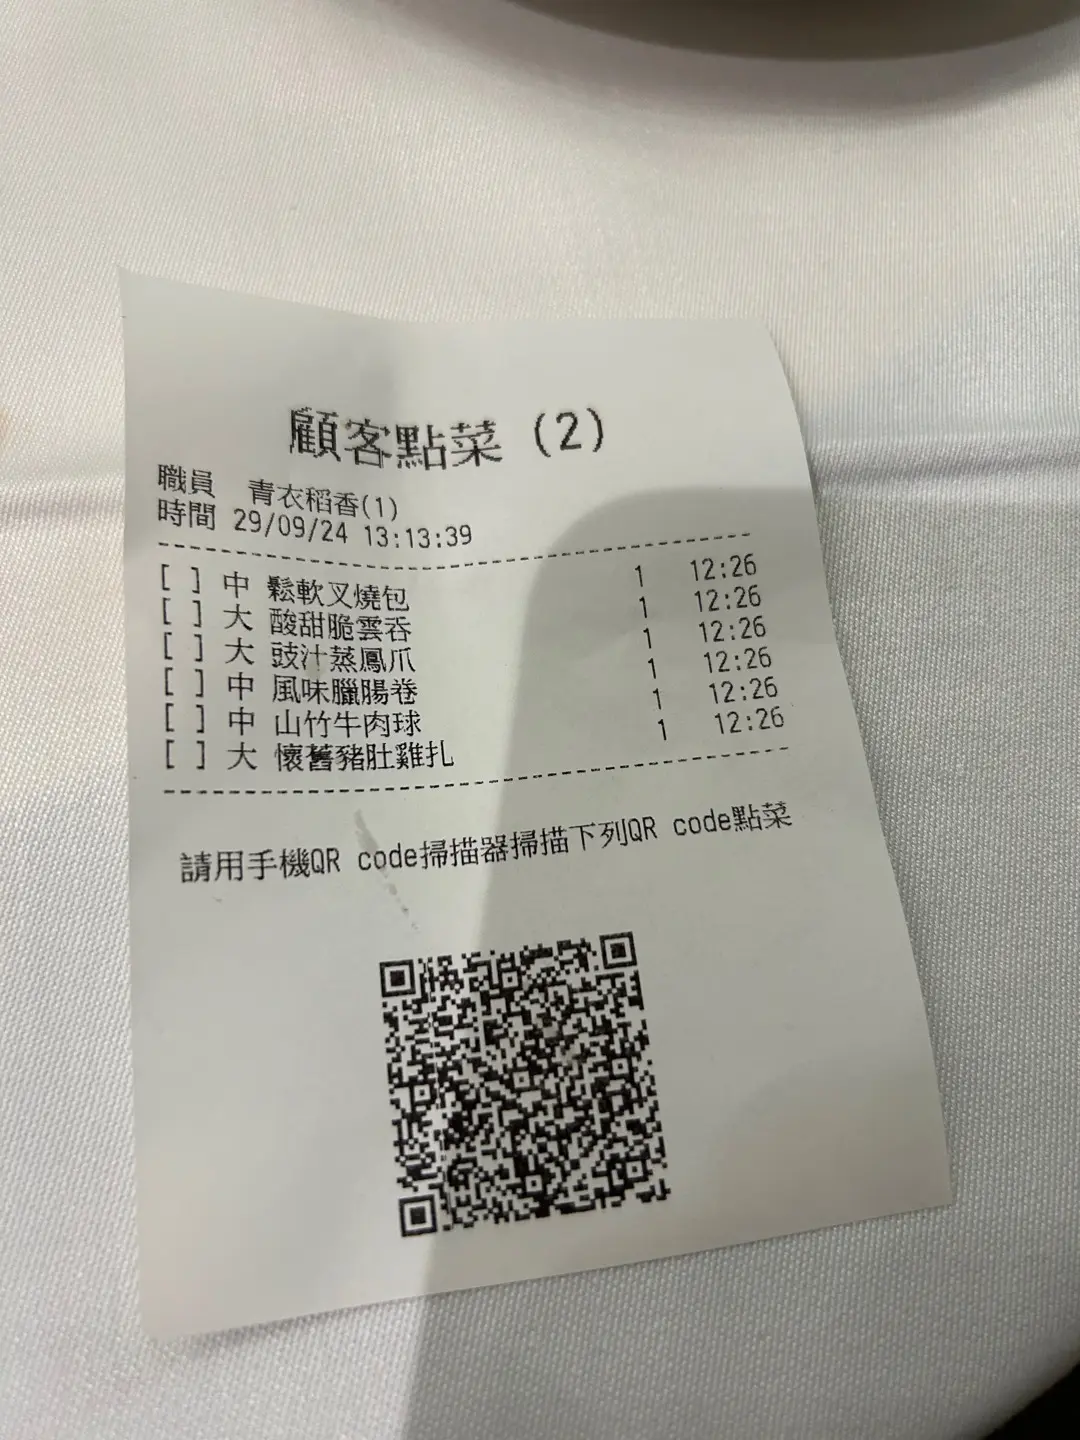 顧客點菜 (2)
職員 青衣稻香(1)
時間 29/09/24 13:13:39
[ ] 中 鬆軟叉燒包 1 12:26
[ ] 大 酸甜脆雲吞 1 12:26
[ ] 大 豉汁蒸鳳爪 1 12:26
[ ] 中 風味臘腸卷 1 12:26
[ ] 中 山竹牛肉球 1 12:26
[ ] 大 懷舊豬肚雞扎 1 12:26
請用手機QR code掃描器掃描下列QR code點菜